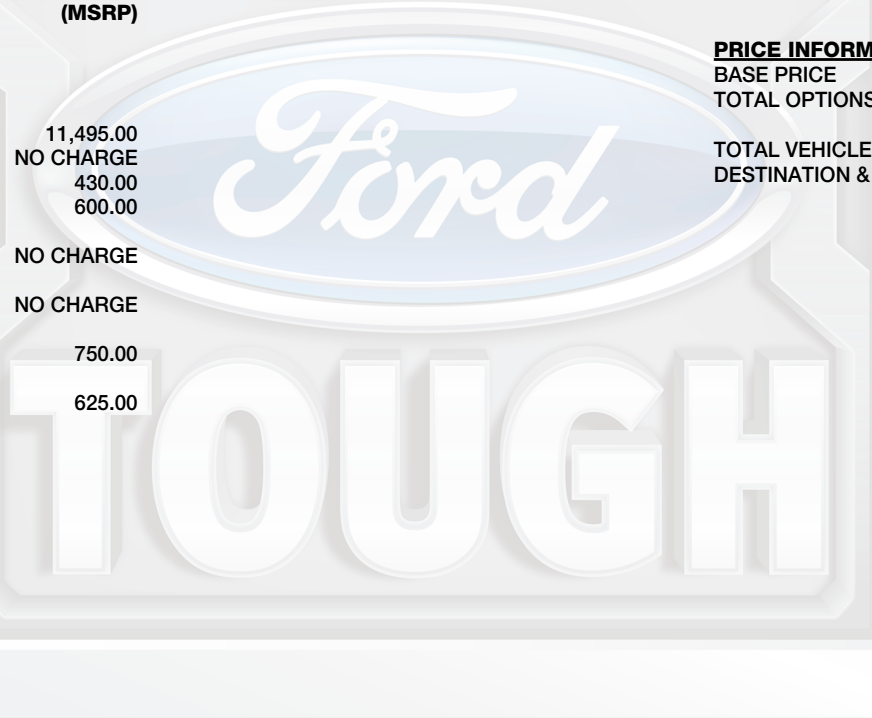 (MSRP)
11,495.00
NO CHARGE
430.00
600.00
NO CHARGE
NO CHARGE
750.00
625.00
PRICE INFORM
BASE PRICE
TOTAL OPTIONS
TOTAL VEHICLE
DESTINATION &
Ford
TOUGH